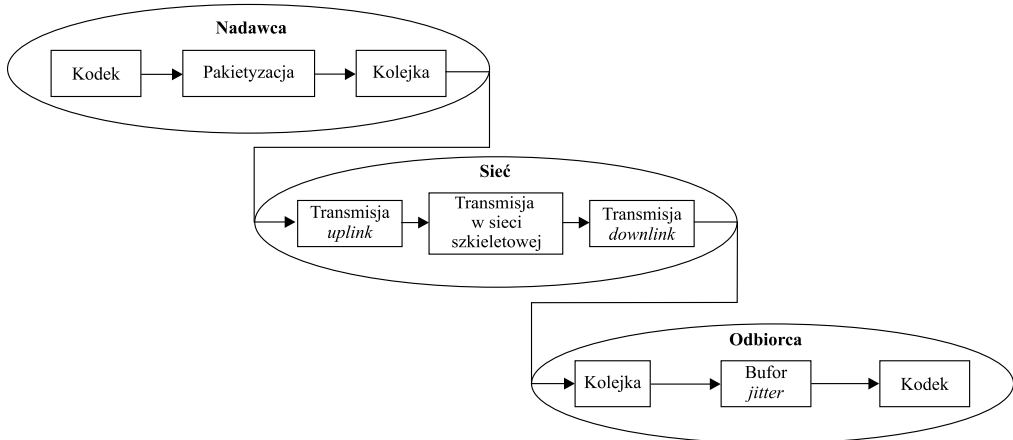 Nadawca
Kodek
Pakietyzacja
Kolejka
Sieć
Transmisja
uplink
Transmisja
w sieci
szkieletowej
Transmisja
downlink
Odbiorca
Kolejka
Bufor
jitter
Kodek